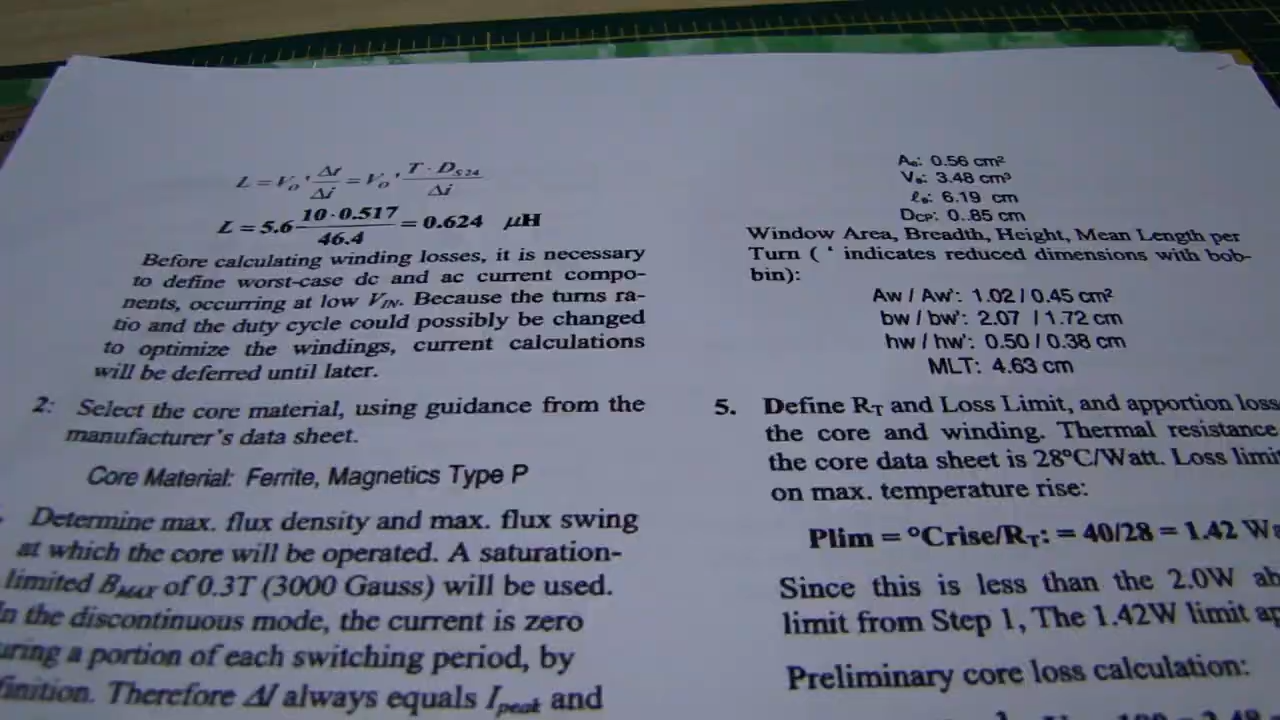 L = V₀' Δt/Δi = V₀' T · D_S24/Δi
L = 5.6 10 · 0.517/46.4 = 0.624 μH
Before calculating winding losses, it is necessary
to define worst-case dc and ac current compo-
nents, occurring at low V_IN. Because the turns ra-
tio and the duty cycle could possibly be changed
to optimize the windings, current calculations
will be deferred until later.
2: Select the core material, using guidance from the
manufacturer's data sheet.
Core Material: Ferrite, Magnetics Type P
Determine max. flux density and max. flux swing
at which the core will be operated. A saturation-
limited B_MAX of 0.3T (3000 Gauss) will be used.
In the discontinuous mode, the current is zero
uring a portion of each switching period, by
finition. Therefore ΔI always equals I_peak and
Aₑ: 0.56 cm²
Vₑ: 3.48 cm³
ℓₑ: 6.19 cm
D_CP: 0..85 cm
Window Area, Breadth, Height, Mean Length per
Turn ( ' indicates reduced dimensions with bob-
bin):
Aw / Aw': 1.02 / 0.45 cm²
bw / bw': 2.07 / 1.72 cm
hw / hw': 0.50 / 0.38 cm
MLT: 4.63 cm
5. Define R_T and Loss Limit, and apportion loss
the core and winding. Thermal resistance
the core data sheet is 28°C/Watt. Loss limi
on max. temperature rise:
Plim = °Crise/R_T: = 40/28 = 1.42 W
Since this is less than the 2.0W ab
limit from Step 1, The 1.42W limit ap
Preliminary core loss calculation: